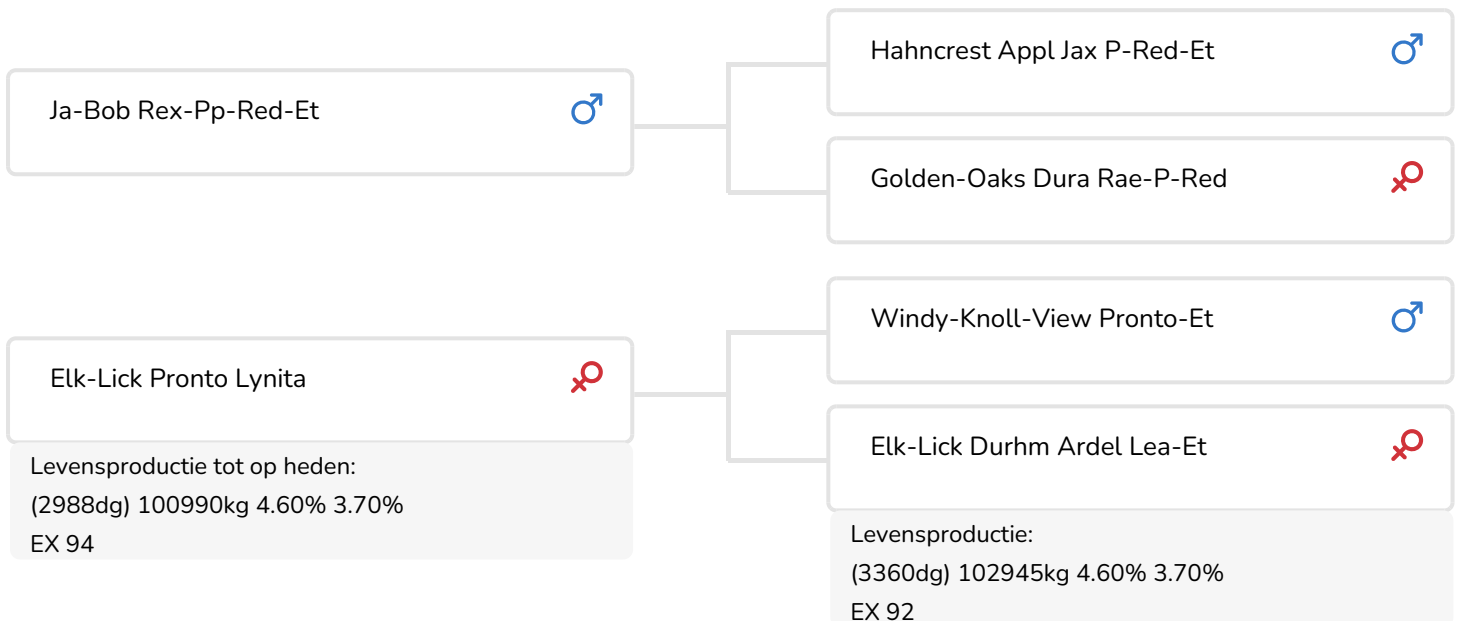 Hahncrest Appl Jax P-Red-Et
Ja-Bob Rex-Pp-Red-Et
Golden-Oaks Dura Rae-P-Red
Windy-Knoll-View Pronto-Et
Elk-Lick Pronto Lynita
Levensproductie tot op heden:
(2988dg) 100990kg 4.60% 3.70%
EX 94
Elk-Lick Durhm Ardel Lea-Et
Levensproductie:
(3360dg) 102945kg 4.60% 3.70%
EX 92